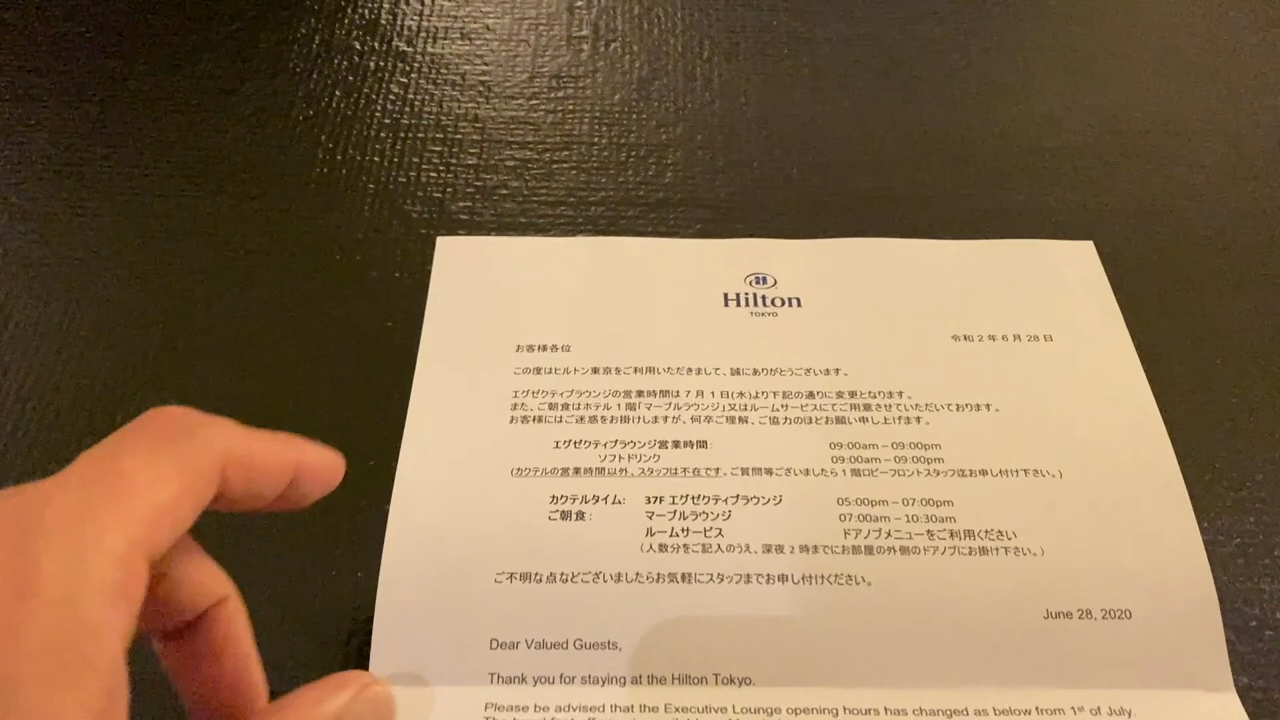 Hilton
TOKYO
令和 2 年 6 月 28 日
お客様各位
この度はヒルトン東京をご利用いただきまして、誠にありがとうございます。
エグゼクティブラウンジの営業時間は 7 月 1 日(水)より下記の通りに変更となります。
また、ご朝食はホテル 1 階「マーブルラウンジ」又はルームサービスにてご用意させていただいております。
お客様にはご迷惑をお掛けしますが、何卒ご理解、ご協力のほどお願い申し上げます。
エグゼクティブラウンジ営業時間: 09:00am – 09:00pm
ソフトドリンク 09:00am – 09:00pm
(カクテルの営業時間以外、スタッフは不在です。ご質問等ございましたら 1 階ロビーフロントスタッフ迄お申し付け下さい。)
カクテルタイム: 37F エグゼクティブラウンジ 05:00pm – 07:00pm
ご朝食: マーブルラウンジ 07:00am – 10:30am
ルームサービス ドアノブメニューをご利用ください
(人数分をご記入のうえ、深夜 2 時までにお部屋の外側のドアノブにお掛け下さい。)
ご不明な点などございましたらお気軽にスタッフまでお申し付けください。
June 28, 2020
Dear Valued Guests,
Thank you for staying at the Hilton Tokyo.
Please be advised that the Executive Lounge opening hours has changed as below from 1st of July.